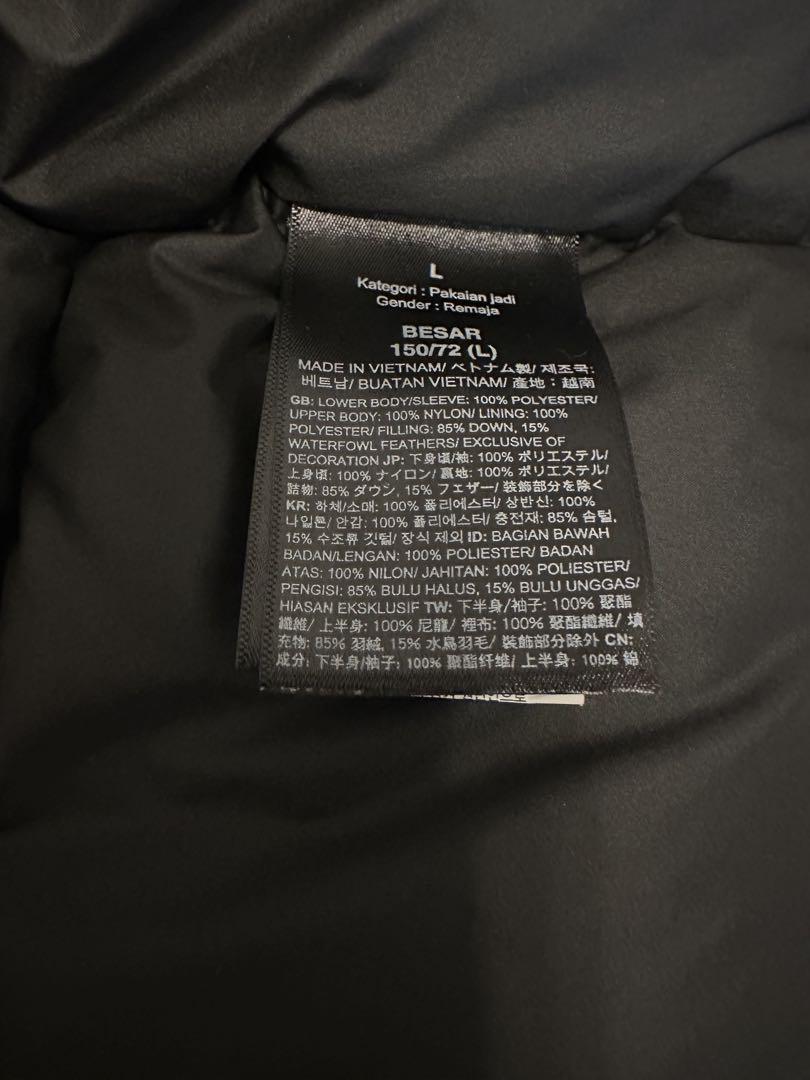 L
Kategori : Pakaian jadi
Gender : Remaja
BESAR
150/72 (L)
MADE IN VIETNAM/ ベトナム製/ 제조국:
베트남/ BUATAN VIETNAM/ 產地：越南
GB: LOWER BODY/SLEEVE: 100% POLYESTER/
UPPER BODY: 100% NYLON/ LINING: 100%
POLYESTER/ FILLING: 85% DOWN, 15%
WATERFOWL FEATHERS/ EXCLUSIVE OF
DECORATION JP: 下身頃/袖: 100% ポリエステル/
上身頃: 100% ナイロン/ 裏地: 100% ポリエステル/
詰物: 85% ダウン, 15% フェザー/ 装飾部分を除く
KR: 하체/소매: 100% 폴리에스터/ 상반신: 100%
나일론/ 안감: 100% 폴리에스터/ 충전재: 85% 솜털,
15% 수조류 깃털/ 장식 제외 ID: BAGIAN BAWAH
BADAN/LENGAN: 100% POLIESTER/ BADAN
ATAS: 100% NILON/ JAHITAN: 100% POLIESTER/
PENGISI: 85% BULU HALUS, 15% BULU UNGGAS/
HIASAN EKSKLUSIF TW: 下半身/袖子: 100% 聚酯
纖維/ 上半身: 100% 尼龍/ 裡布: 100% 聚酯纖維/ 填
充物: 85% 羽絨, 15% 水鳥羽毛/ 裝飾部分除外 CN:
成分: 下半身/袖子: 100% 聚酯纤维/ 上半身: 100% 锦